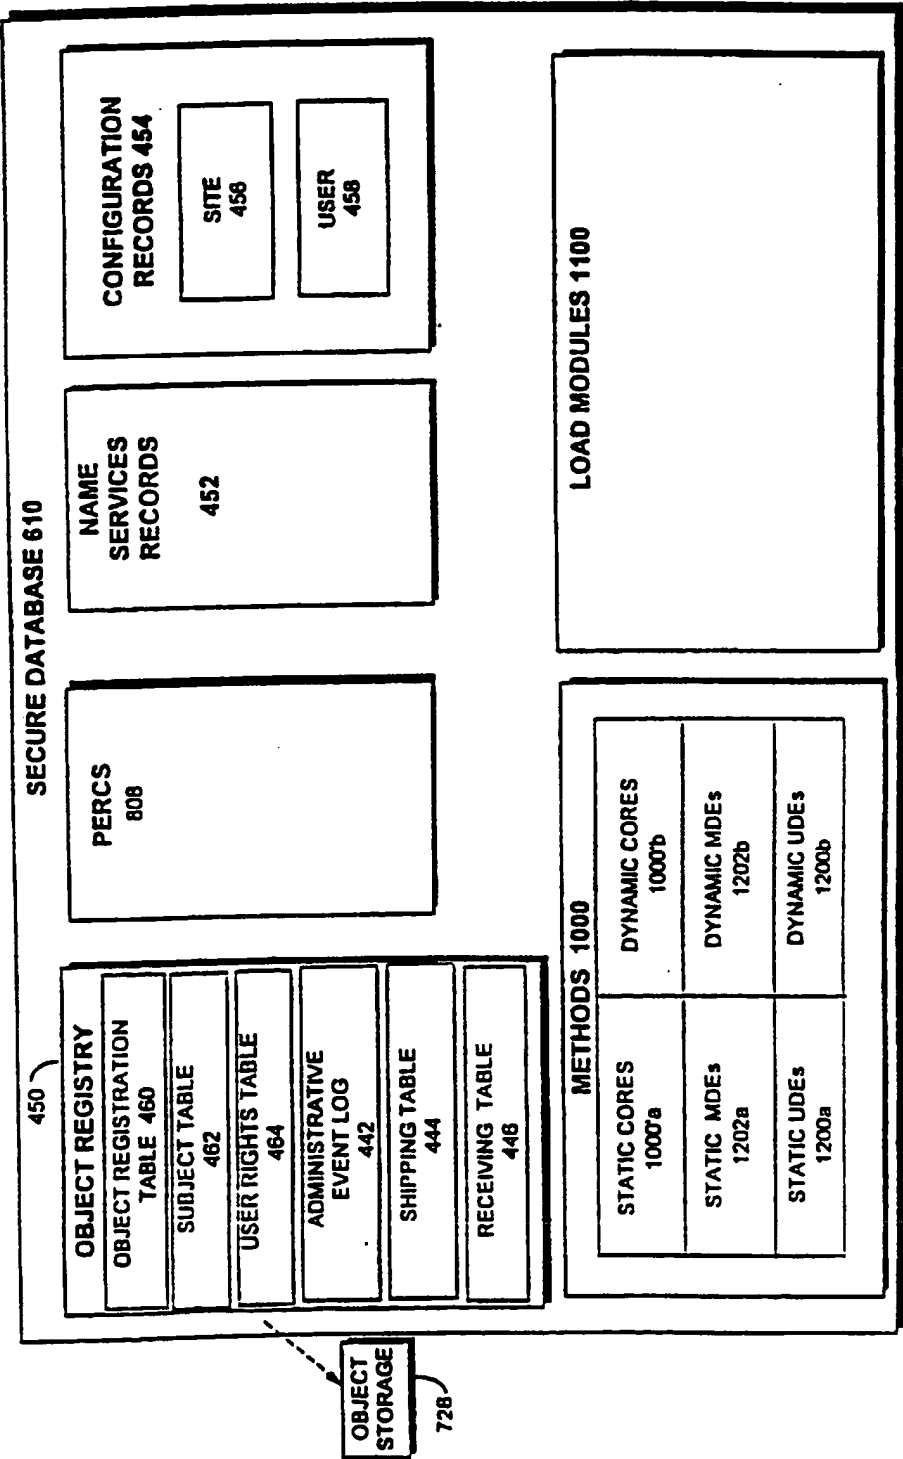 SECURE DATABASE 610
450
OBJECT REGISTRY
OBJECT REGISTRATION
TABLE 460
SUBJECT TABLE
462
USER RIGHTS TABLE
464
ADMINISTRATIVE
EVENT LOG
442
SHIPPING TABLE
444
RECEIVING TABLE
446
OBJECT
STORAGE
728
PERCS
808
NAME
SERVICES
RECORDS
452
CONFIGURATION
RECORDS 454
SITE
456
USER
458
METHODS 1000
STATIC CORES
1000'a
DYNAMIC CORES
1000'b
STATIC MDEs
1202a
DYNAMIC MDEs
1202b
STATIC UDEs
1200a
DYNAMIC UDEs
1200b
LOAD MODULES 1100